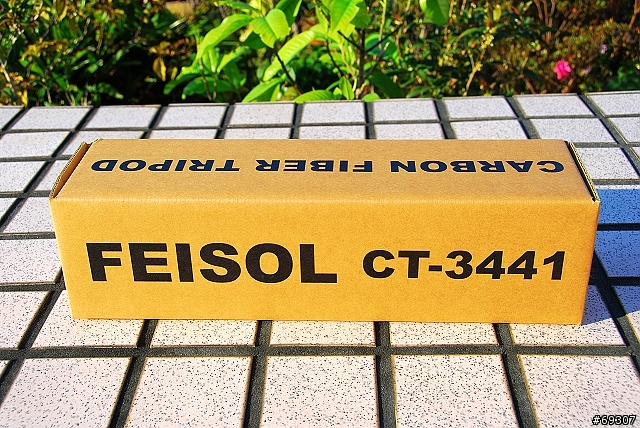 CARBON FIBER TRIPOD
FEISOL CT-3441
#69307